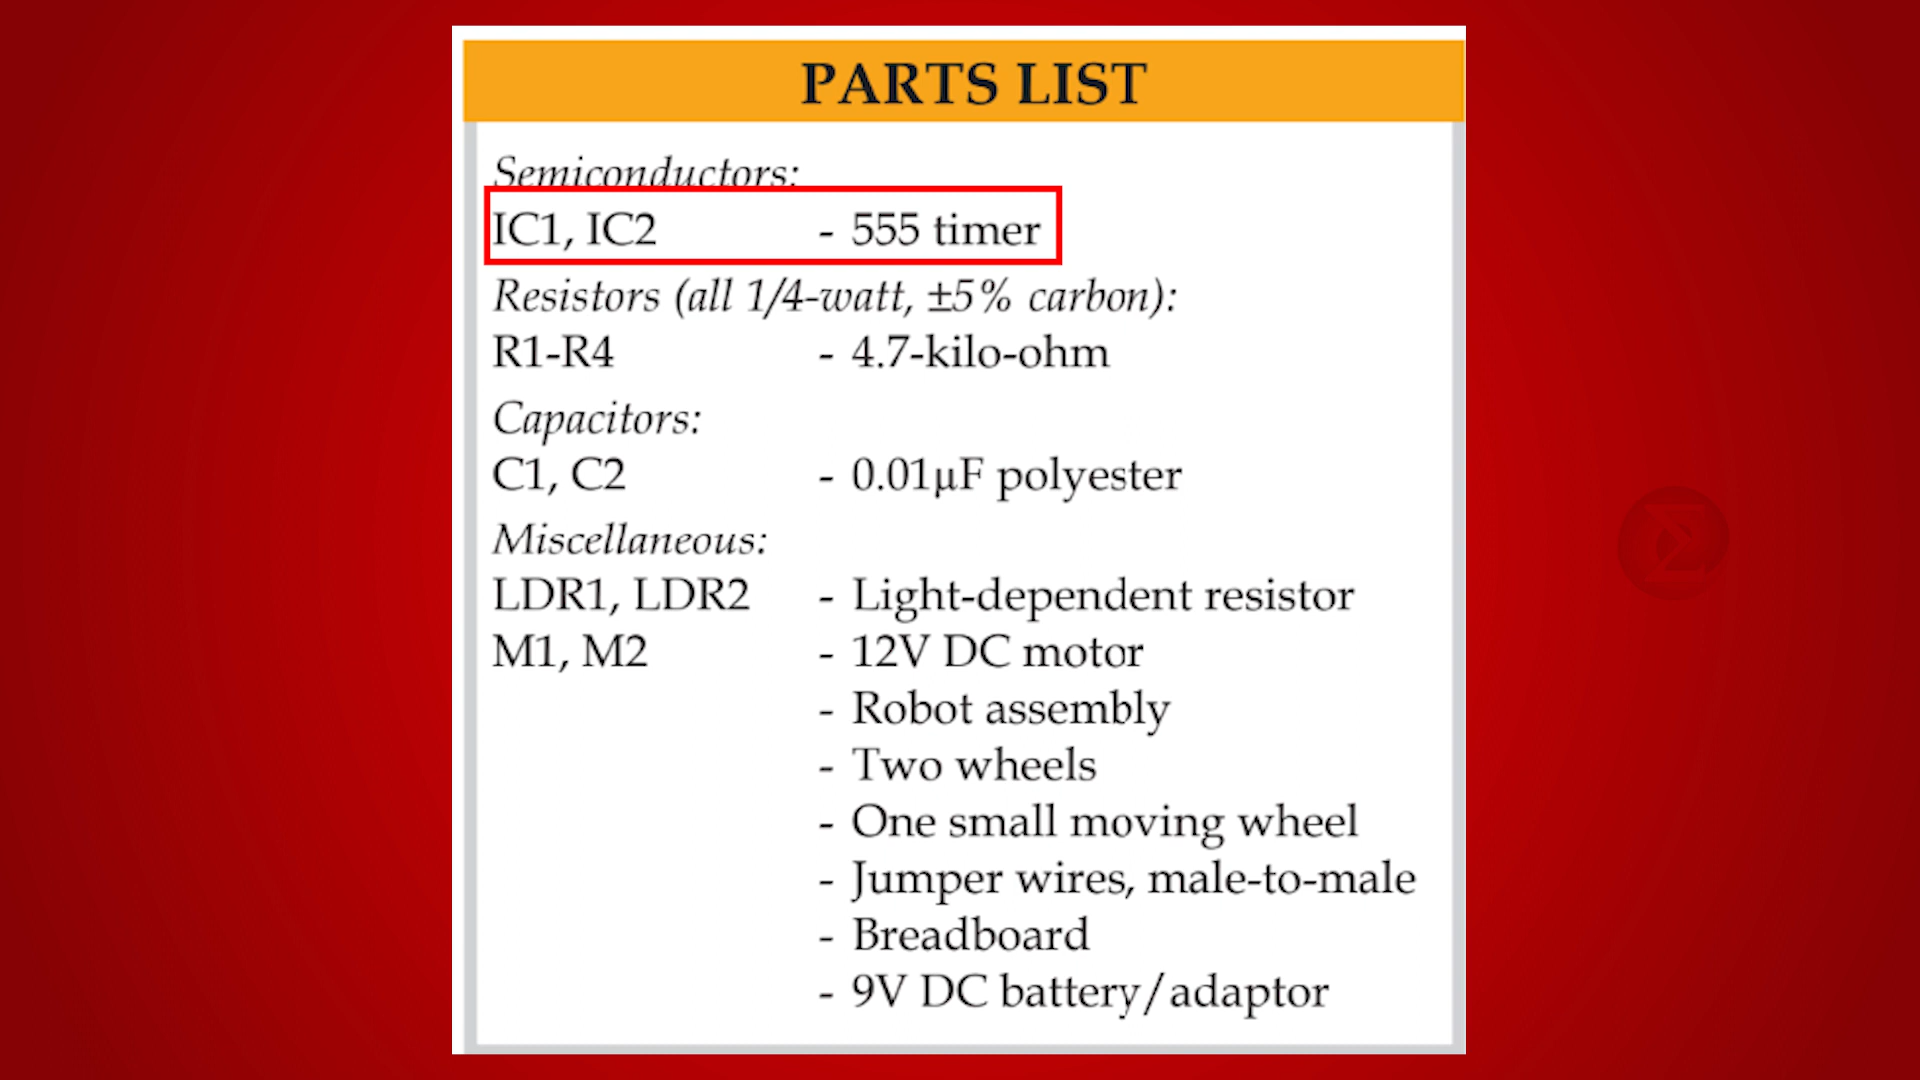 PARTS LIST
Semiconductors:
IC1, IC2 - 555 timer
Resistors (all 1/4-watt, ±5% carbon):
R1-R4 - 4.7-kilo-ohm
Capacitors:
C1, C2 - 0.01µF polyester
Miscellaneous:
LDR1, LDR2 - Light-dependent resistor
M1, M2 - 12V DC motor
- Robot assembly
- Two wheels
- One small moving wheel
- Jumper wires, male-to-male
- Breadboard
- 9V DC battery/adaptor